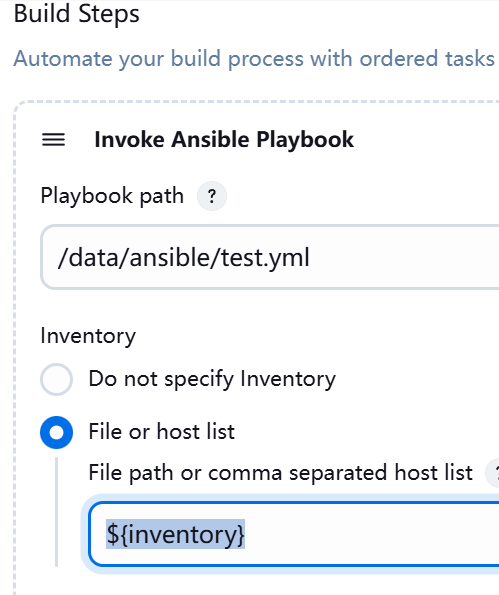 Build Steps
Automate your build process with ordered tasks
Invoke Ansible Playbook
Playbook path ?
/data/ansible/test.yml
Inventory
Do not specify Inventory
File or host list
File path or comma separated host list ?
${inventory}